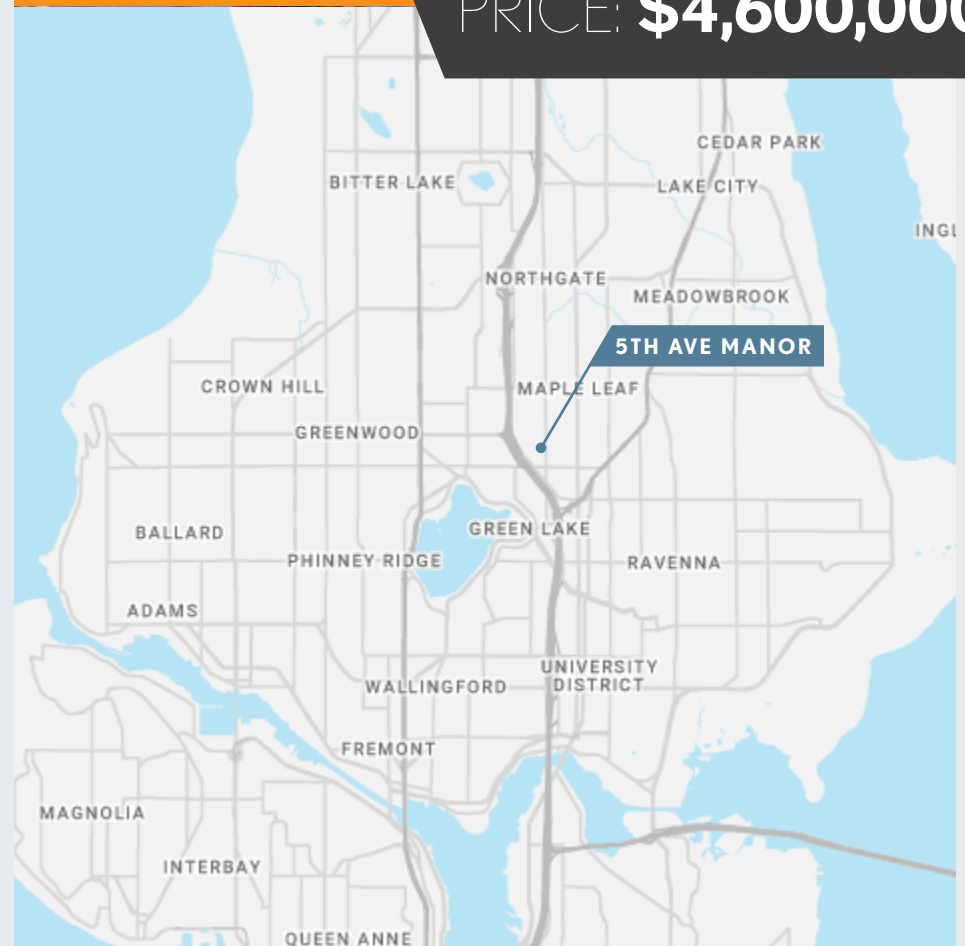 PRICE: $4,600,000
CEDAR PARK
BITTER LAKE
LAKE CITY
NORTHGATE
MEADOWBROOK
5TH AVE MANOR
CROWN HILL
MAPLE LEAF
GREENWOOD
BALLARD
GREEN LAKE
PHINNEY RIDGE
RAVENNA
ADAMS
UNIVERSITY
DISTRICT
WALLINGFORD
FREMONT
MAGNOLIA
INTERBAY
QUEEN ANNE